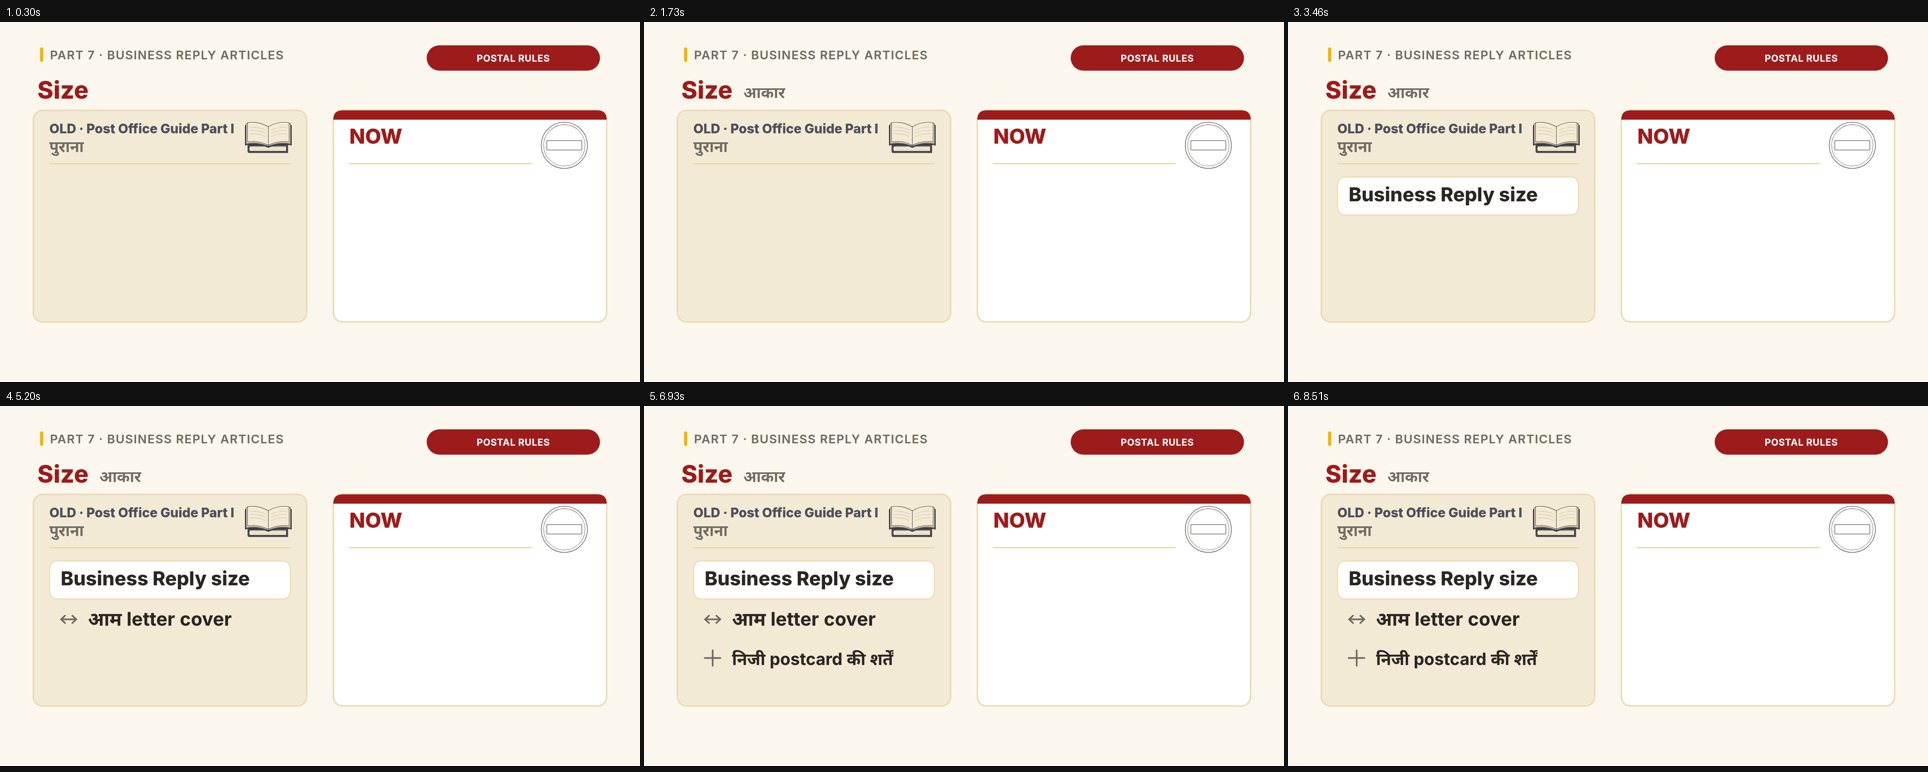 1. 0.30s
PART 7 · BUSINESS REPLY ARTICLES
POSTAL RULES
Size
OLD · Post Office Guide Part I
पुराना
NOW
2. 1.73s
PART 7 · BUSINESS REPLY ARTICLES
POSTAL RULES
Size आकार
OLD · Post Office Guide Part I
पुराना
NOW
3. 3.46s
PART 7 · BUSINESS REPLY ARTICLES
POSTAL RULES
Size आकार
OLD · Post Office Guide Part I
पुराना
Business Reply size
NOW
4. 5.20s
PART 7 · BUSINESS REPLY ARTICLES
POSTAL RULES
Size आकार
OLD · Post Office Guide Part I
पुराना
Business Reply size
↔ आम letter cover
NOW
5. 6.93s
PART 7 · BUSINESS REPLY ARTICLES
POSTAL RULES
Size आकार
OLD · Post Office Guide Part I
पुराना
Business Reply size
↔ आम letter cover
+ निजी postcard की शर्तें
NOW
6. 8.51s
PART 7 · BUSINESS REPLY ARTICLES
POSTAL RULES
Size आकार
OLD · Post Office Guide Part I
पुराना
Business Reply size
↔ आम letter cover
+ निजी postcard की शर्तें
NOW